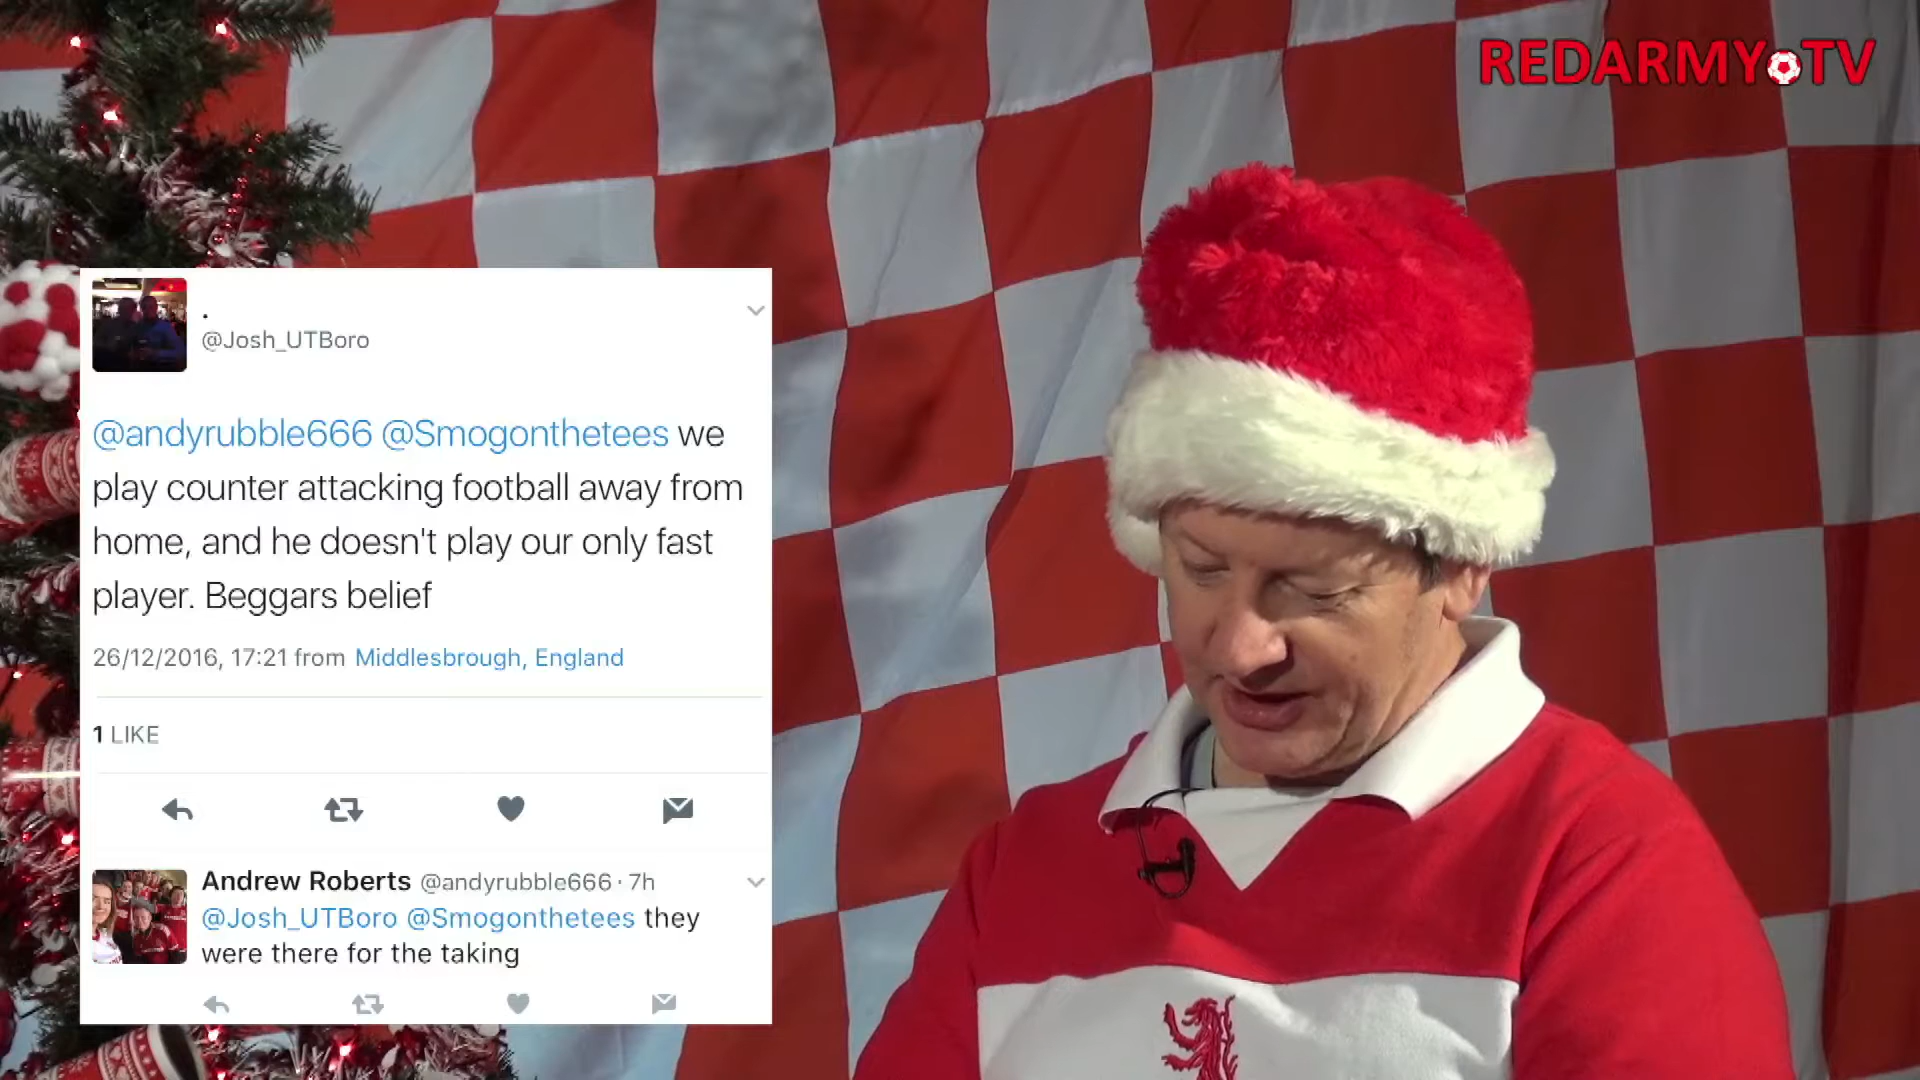 REDARMY TV
.
@Josh_UTBoro
@andyrubble666 @Smogonthetees we
play counter attacking football away from
home, and he doesn't play our only fast
player. Beggars belief
26/12/2016, 17:21 from Middlesbrough, England
1 LIKE
Andrew Roberts @andyrubble666 · 7h
@Josh_UTBoro @Smogonthetees they
were there for the taking